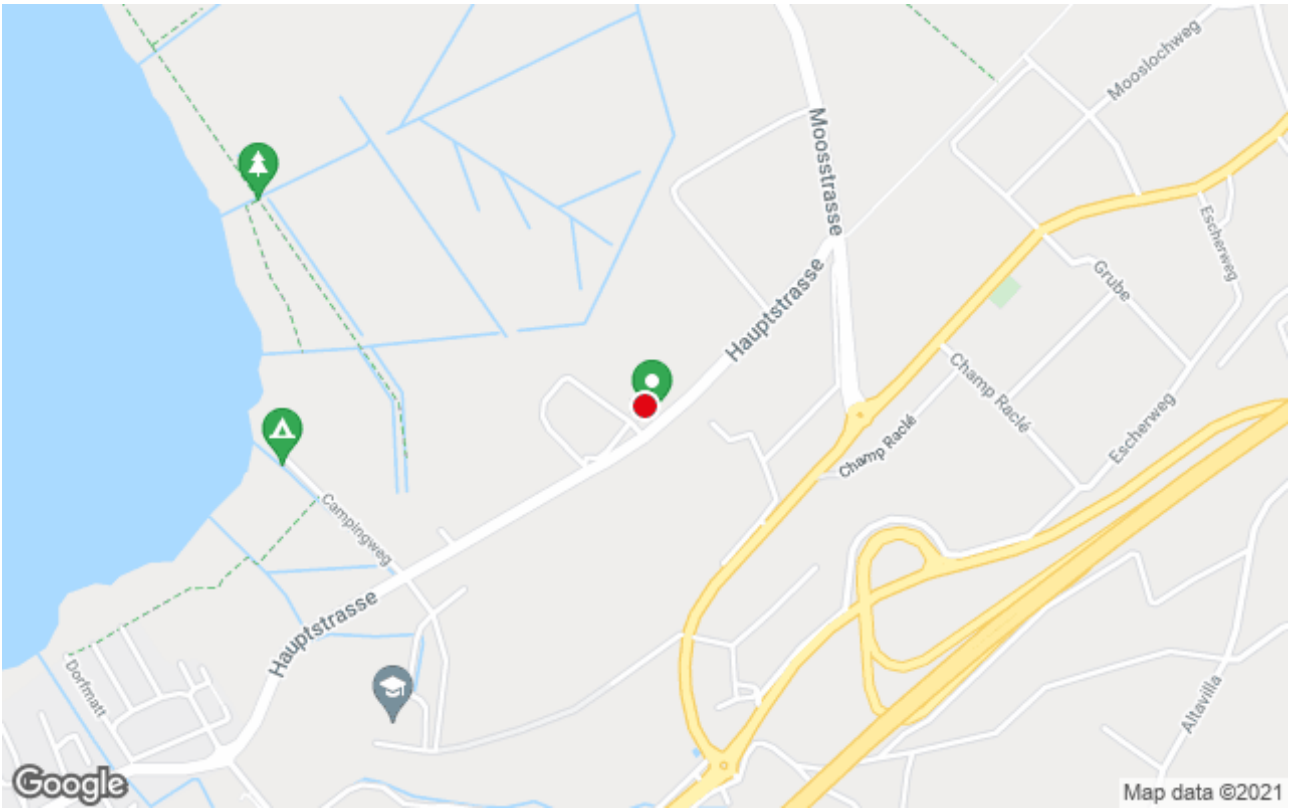 Mooslochweg
Moosstrasse
Escherweg
Grube
Hauptstrasse
Champ Raclé
Champ Raclé
Escherweg
Campingweg
Hauptstrasse
Dorfmatt
Altavilla
Google
Map data ©2021